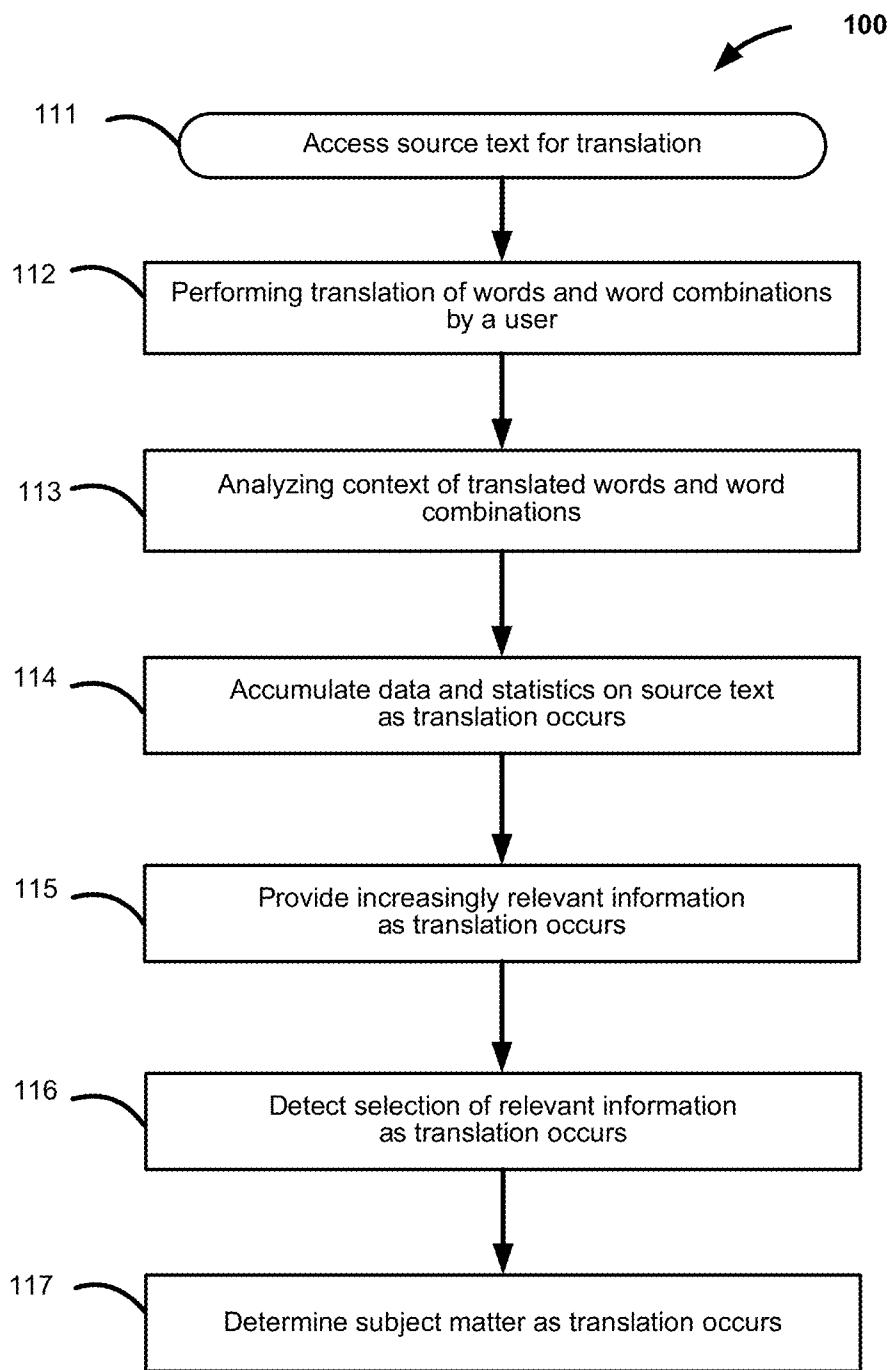 100
111
Access source text for translation
112
Performing translation of words and word combinations
by a user
113
Analyzing context of translated words and word
combinations
114
Accumulate data and statistics on source text
as translation occurs
115
Provide increasingly relevant information
as translation occurs
116
Detect selection of relevant information
as translation occurs
117
Determine subject matter as translation occurs